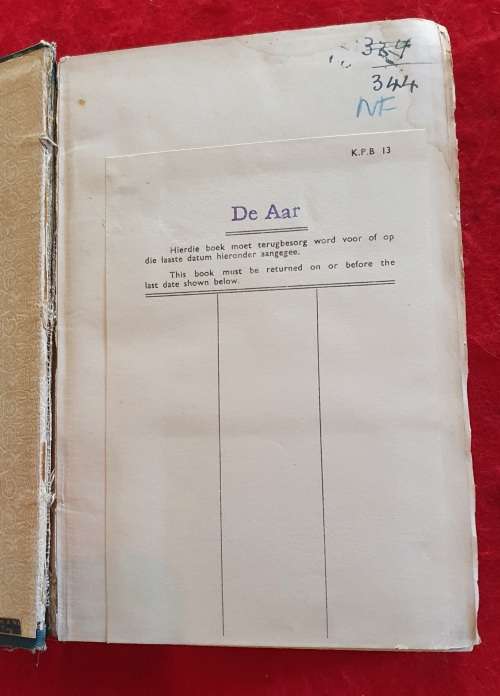 344
NF
K.P.B 13
De Aar
Hierdie boek moet terugbesorg word voor of op
die laaste datum hieronder aangegee.
This book must be returned on or before the
last date shown below.